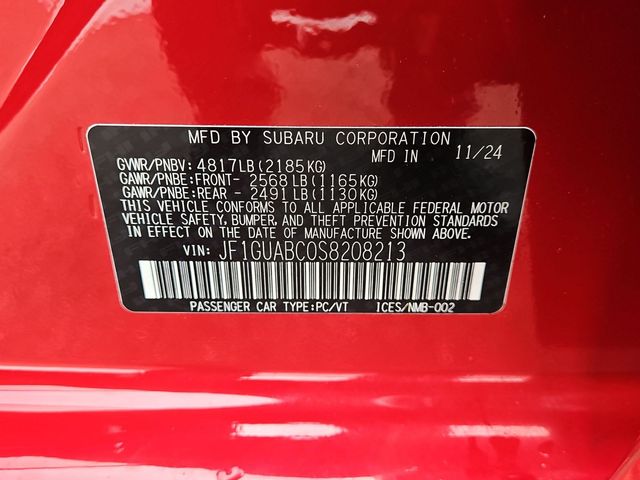 MFD BY SUBARU CORPORATION
MFD IN 11/24
GVWR/PNBV: 4817LB(2185KG)
GAWR/PNBE:FRONT- 2568LB(1165KG)
GAWR/PNBE:REAR - 2491LB(1130KG)
THIS VEHICLE CONFORMS TO ALL APPLICABLE FEDERAL MOTOR
VEHICLE SAFETY, BUMPER, AND THEFT PREVENTION STANDARDS
IN EFFECT ON THE DATE OF MANUFACTURE SHOWN ABOVE.
VIN: JF1GUABC0S8208213
PASSENGER CAR TYPE:PC/VT ICES/NMB-002